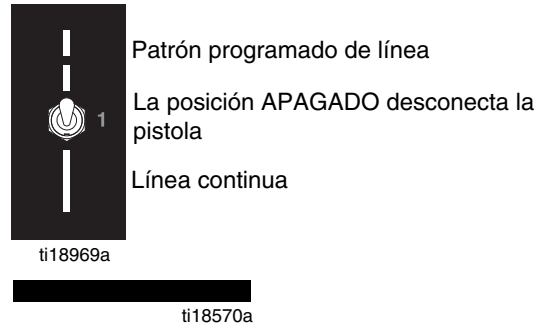 Patrón programado de línea
1
La posición APAGADO desconecta la
pistola
Línea continua
ti18969a
ti18570a